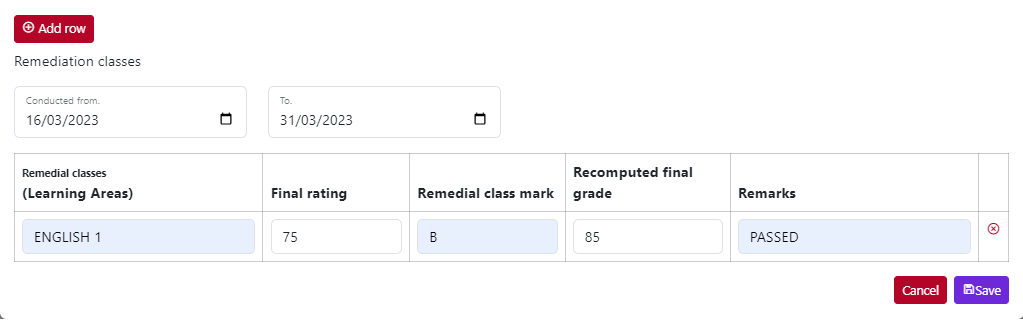 Add row
Remediation classes
Conducted from. To.
16/03/2023 31/03/2023
Remedial classes Recomputed final
(Learning Areas) Final rating Remedial class mark grade Remarks
ENGLISH 1 75 B 85 PASSED
Cancel Save